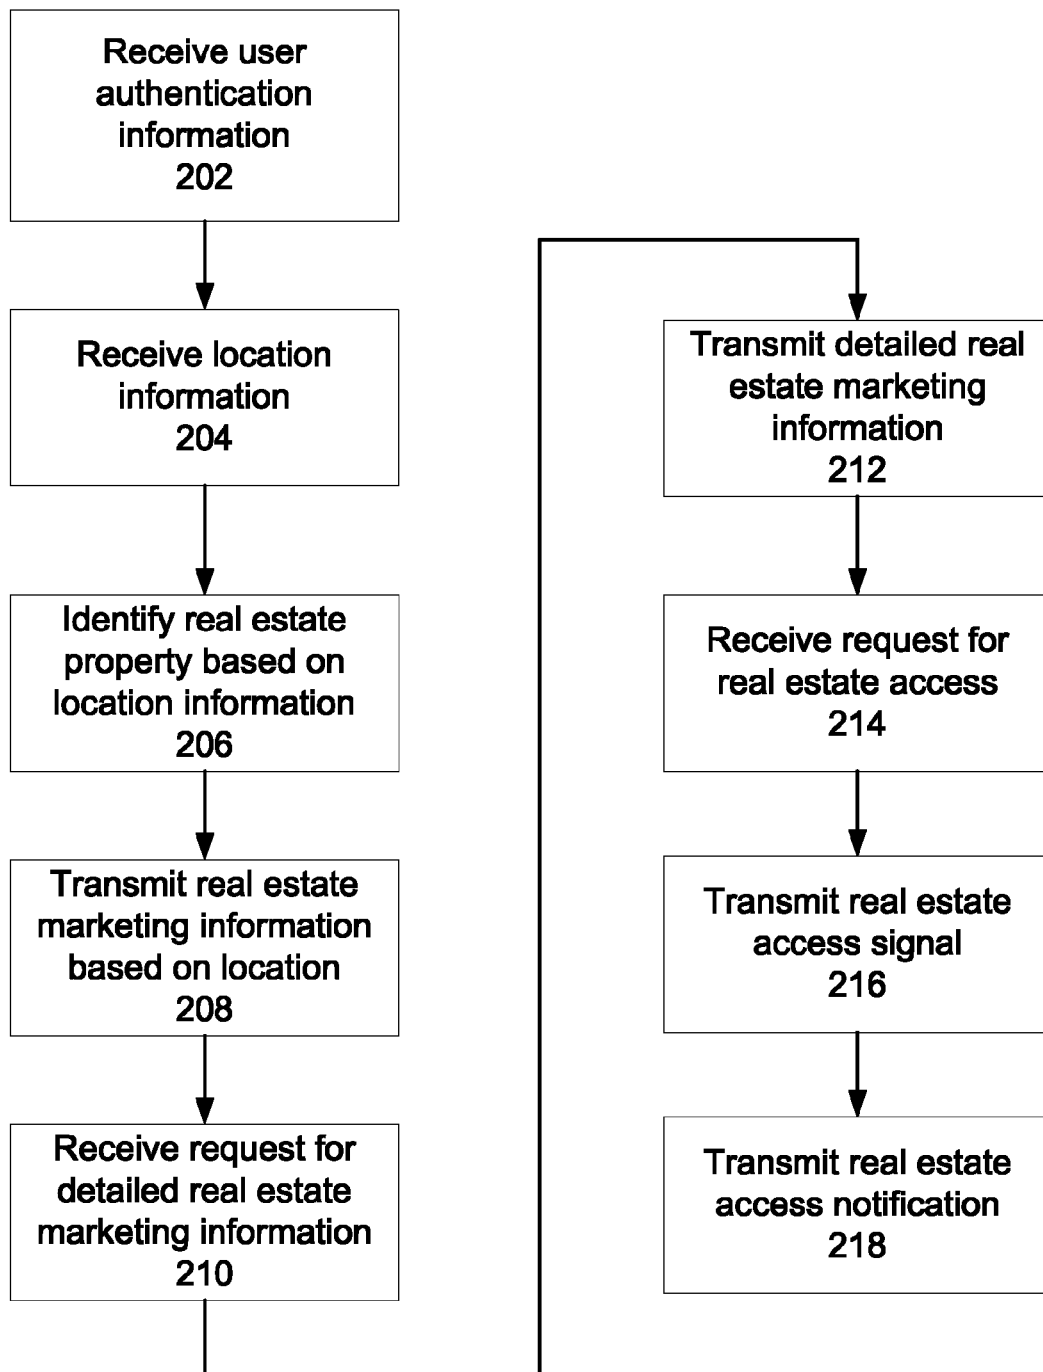 Receive user
authentication
information
202
Receive location
information
204
Identify real estate
property based on
location information
206
Transmit real estate
marketing information
based on location
208
Receive request for
detailed real estate
marketing information
210
Transmit detailed real
estate marketing
information
212
Receive request for
real estate access
214
Transmit real estate
access signal
216
Transmit real estate
access notification
218